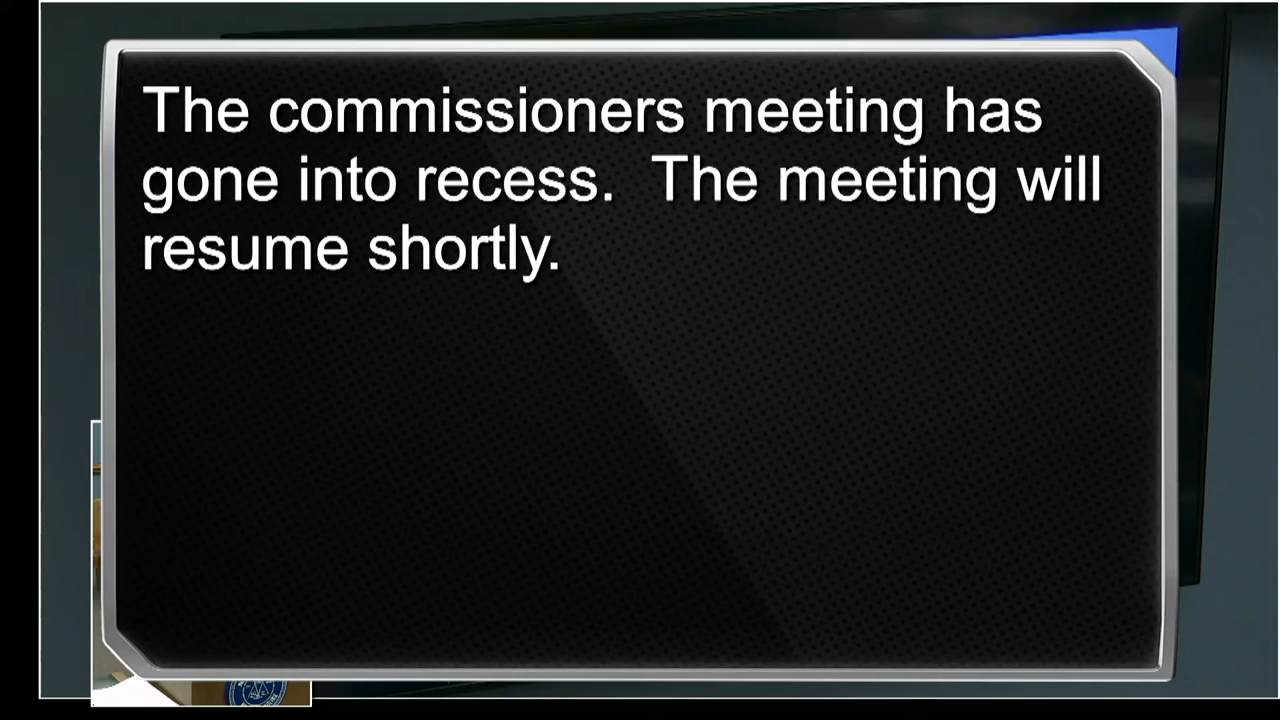 The commissioners meeting has
gone into recess.  The meeting will
resume shortly.